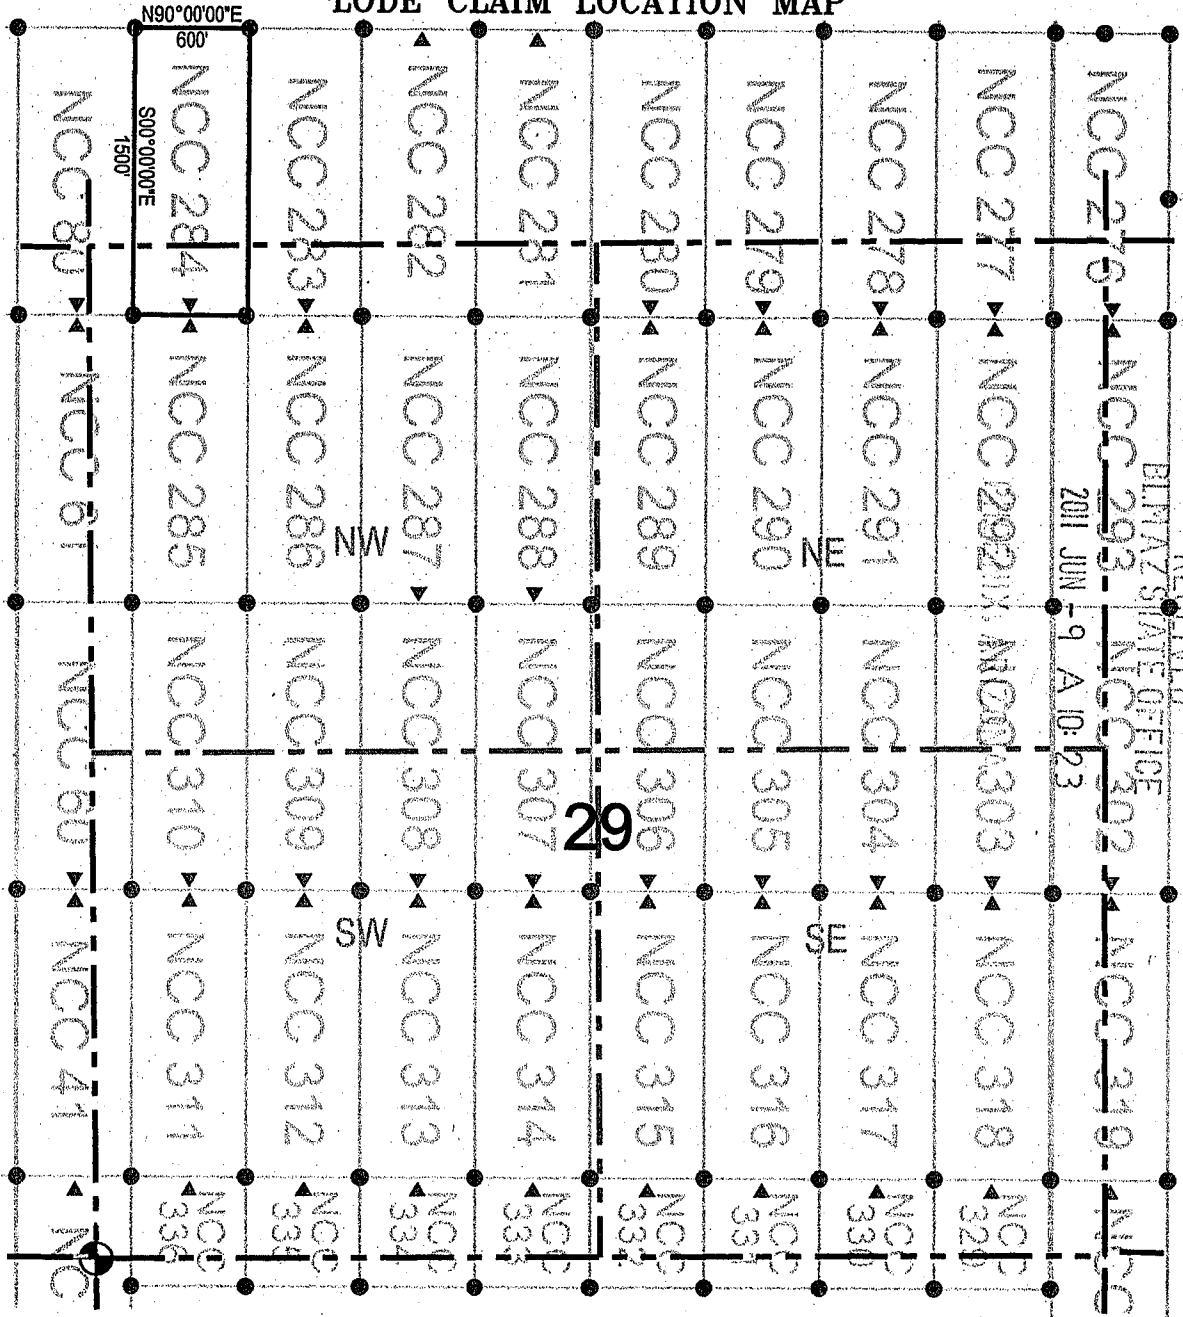 LODE CLAIM LOCATION MAP
N90°00'00"E
600'
S00°00'00"E
1500'
NCC 80
NCC 284
NCC 283
NCC 282
NCC 281
NCC 280
NCC 279
NCC 278
NCC 277
NCC 276
NCC 61
NCC 285
NCC 286
NW
NCC 287
NCC 288
NCC 289
NCC 290
NE
NCC 291
NCC 292
NCC 293
BLM AZ STATE OFFICE
2011 JUN -9 A 10: 23
NCC 60
NCC 310
NCC 309
NCC 308
NCC 307
29
NCC 306
NCC 305
NCC 304
NCC 303
NCC 302
NCC 41
NCC 311
NCC 312
SW
NCC 313
NCC 314
NCC 315
NCC 316
SE
NCC 317
NCC 318
NCC 319
NCC
NCC
336
NCC
335
NCC
334
NCC
333
NCC
332
NCC
331
NCC
330
NCC
329
NCC